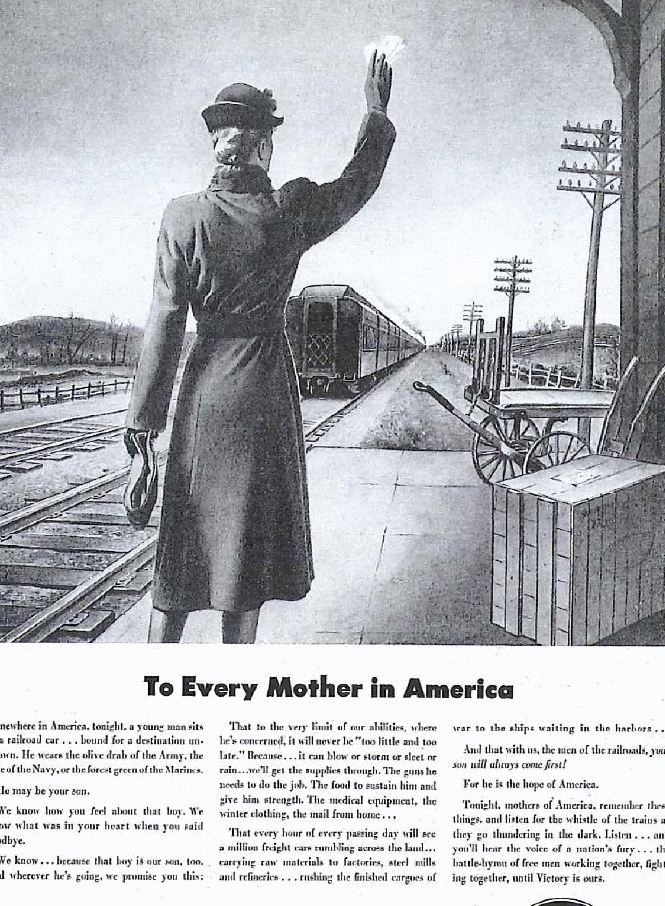 To Every Mother in America
newhere in America, tonight, a young man sits
a railroad car . . . bound for a destination un-
own. He wears the olive drab of the Army, the
e of the Navy, or the forest green of the Marines.
He may be your son.
We know how you feel about that boy. We
ow what was in your heart when you said
odbye.
We know . . . because that boy is our son, too.
d wherever he's going, we promise you this:
That to the very limit of our abilities, where
he's concerned, it will never be "too little and too
late." Because . . . it can blow or storm or sleet or
rain...we'll get the supplies through. The guns he
needs to do the job. The food to sustain him and
give him strength. The medical equipment, the
winter clothing, the mail from home . . .
That every hour of every passing day will see
a million freight cars rumbling across the land...
carrying raw materials to factories, steel mills
and refineries . . . rushing the finished cargoes of
war to the ships waiting in the harbors . .
And that with us, the men of the railroads, you
son will always come first!
For he is the hope of America.
Tonight, mothers of America, remember thes
things, and listen for the whistle of the trains a
they go thundering in the dark. Listen . . . an
you'll hear the voice of a nation's fury . . . th
battle-hymn of free men working together, fight
ing together, until Victory is ours.